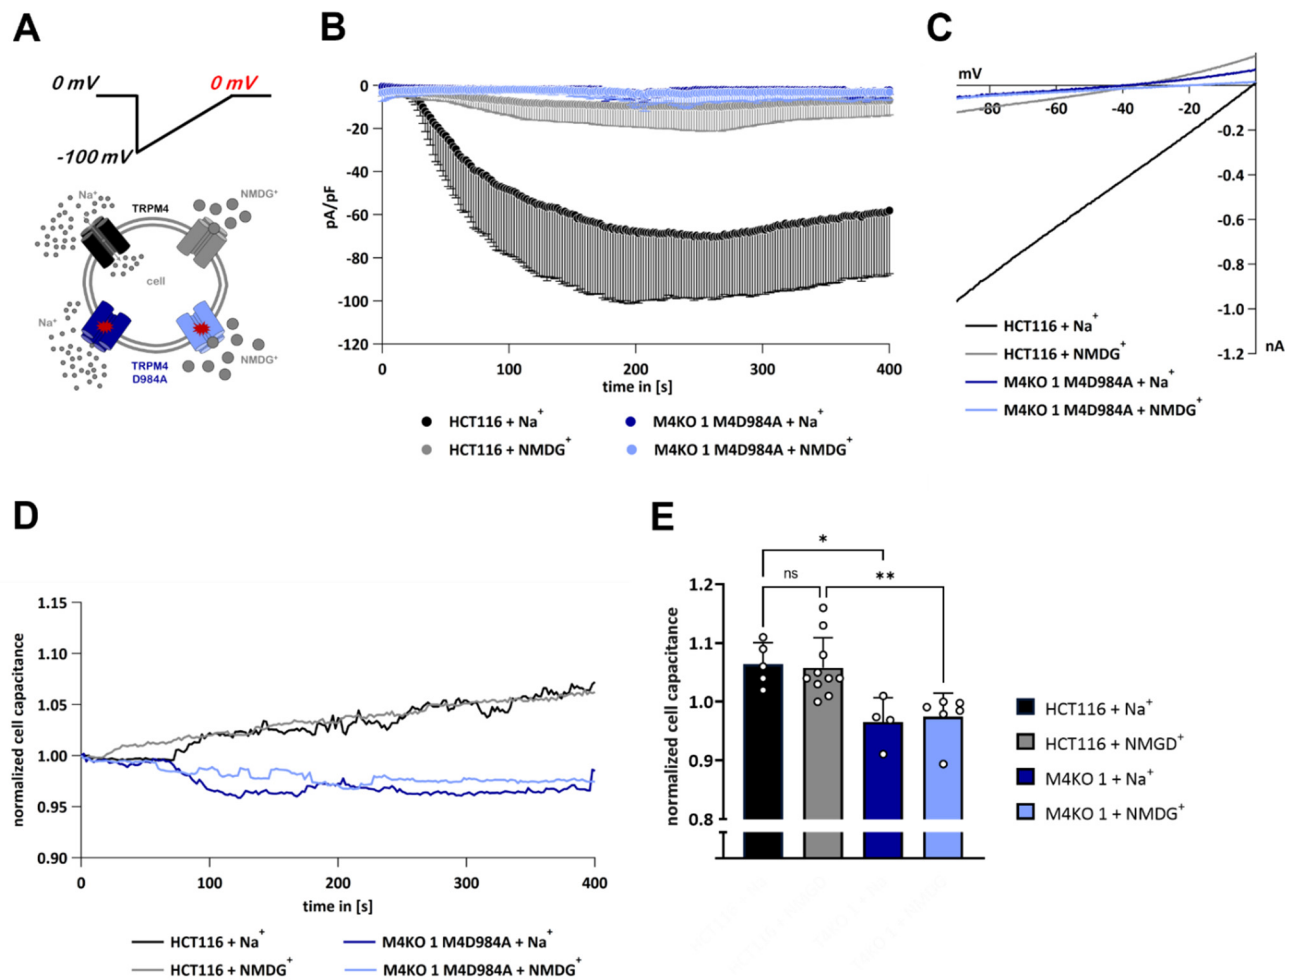 A
0 mV
0 mV
-100 mV
Na⁺
NMDG⁺
TRPM4
cell
Na⁺
NMDG⁺
TRPM4
D984A
B
0
-20
-40
-60
-80
-100
-120
pA/pF
0
100
200
300
400
time in [s]
HCT116 + Na⁺
M4KO 1 M4D984A + Na⁺
HCT116 + NMDG⁺
M4KO 1 M4D984A + NMDG⁺
C
mV
-80
-60
-40
-20
-0.2
-0.4
-0.6
-0.8
-1.0
-1.2
nA
HCT116 + Na⁺
HCT116 + NMDG⁺
M4KO 1 M4D984A + Na⁺
M4KO 1 M4D984A + NMDG⁺
D
1.15
1.10
1.05
1.00
0.95
0.90
normalized cell capacitance
0
100
200
300
400
time in [s]
HCT116 + Na⁺
M4KO 1 M4D984A + Na⁺
HCT116 + NMDG⁺
M4KO 1 M4D984A + NMDG⁺
E
*
ns
**
1.2
1.1
1.0
0.9
0.8
normalized cell capacitance
HCT116 + Na⁺
HCT116 + NMGD⁺
M4KO 1 + Na⁺
M4KO 1 + NMDG⁺